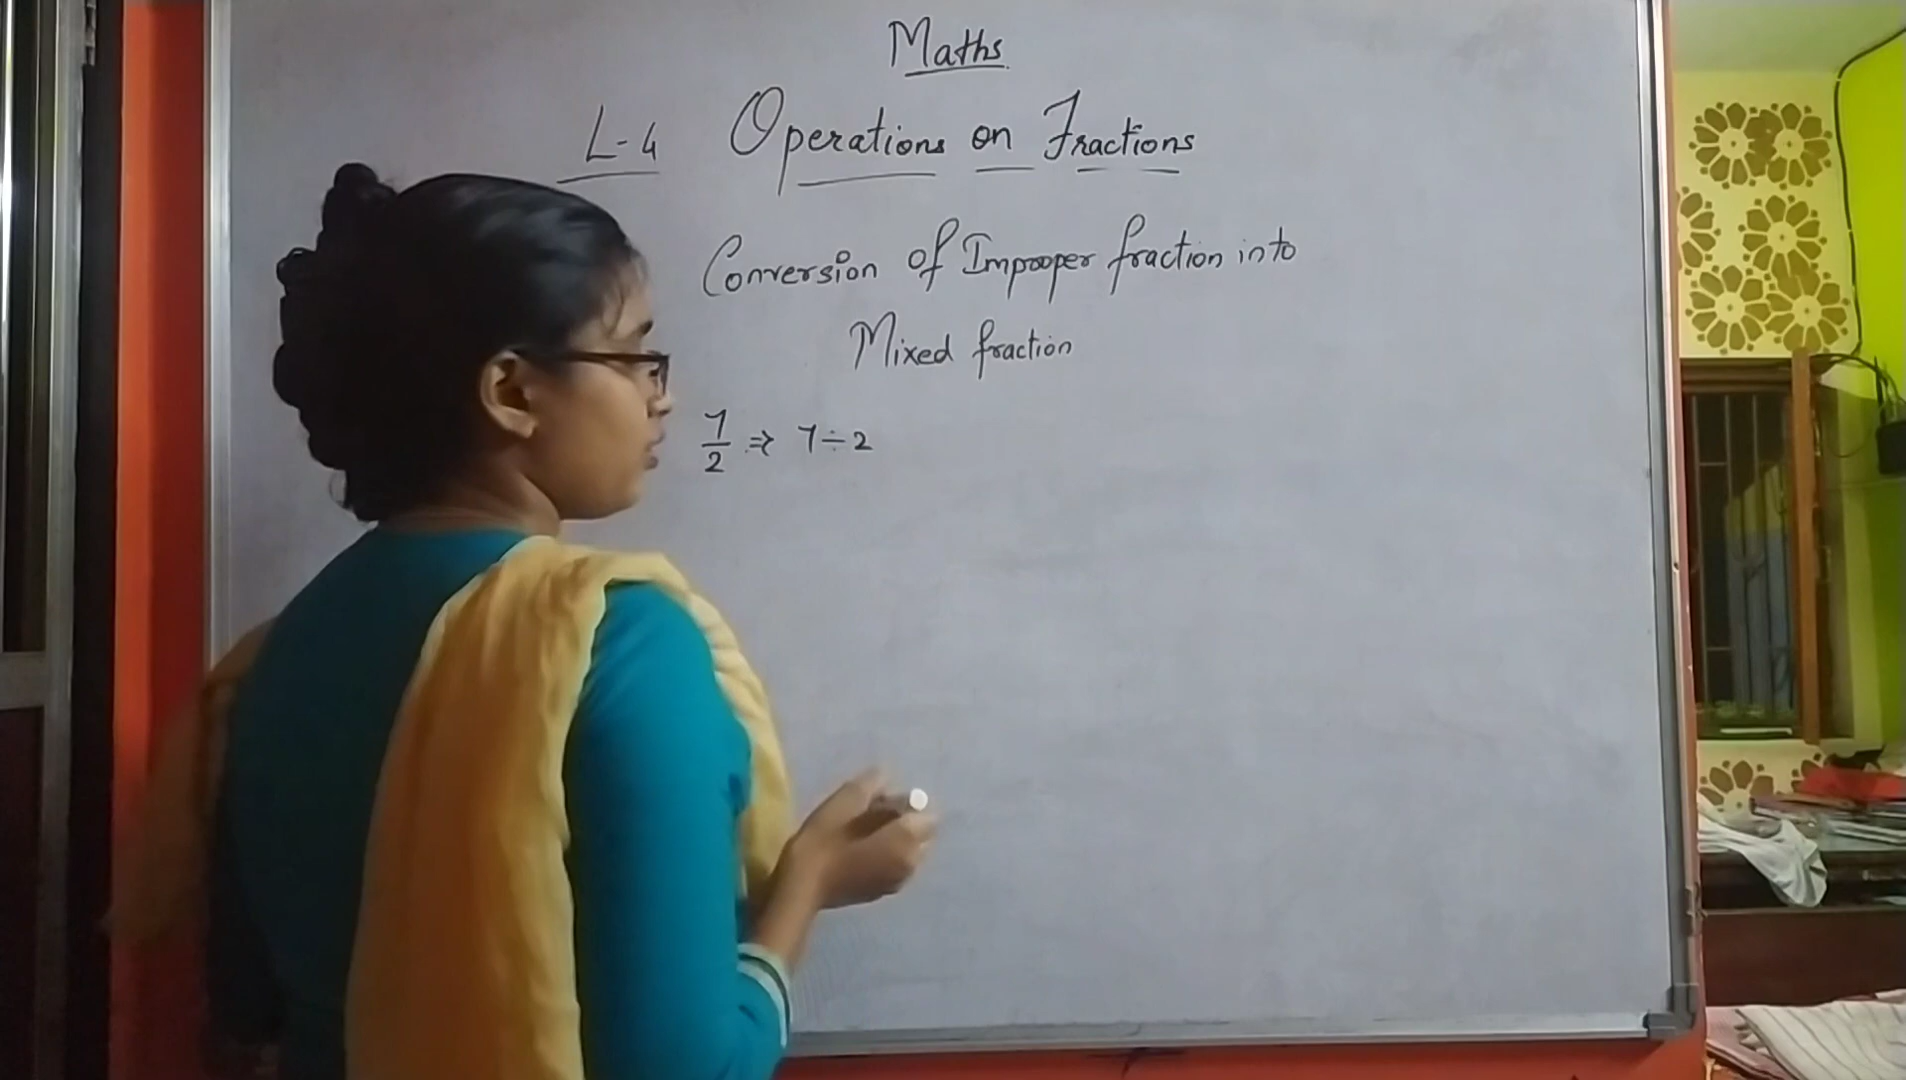 Maths
L-4 Operations on Fractions
Conversion of Improper fraction into
Mixed fraction
7/2 ⇒ 7÷2